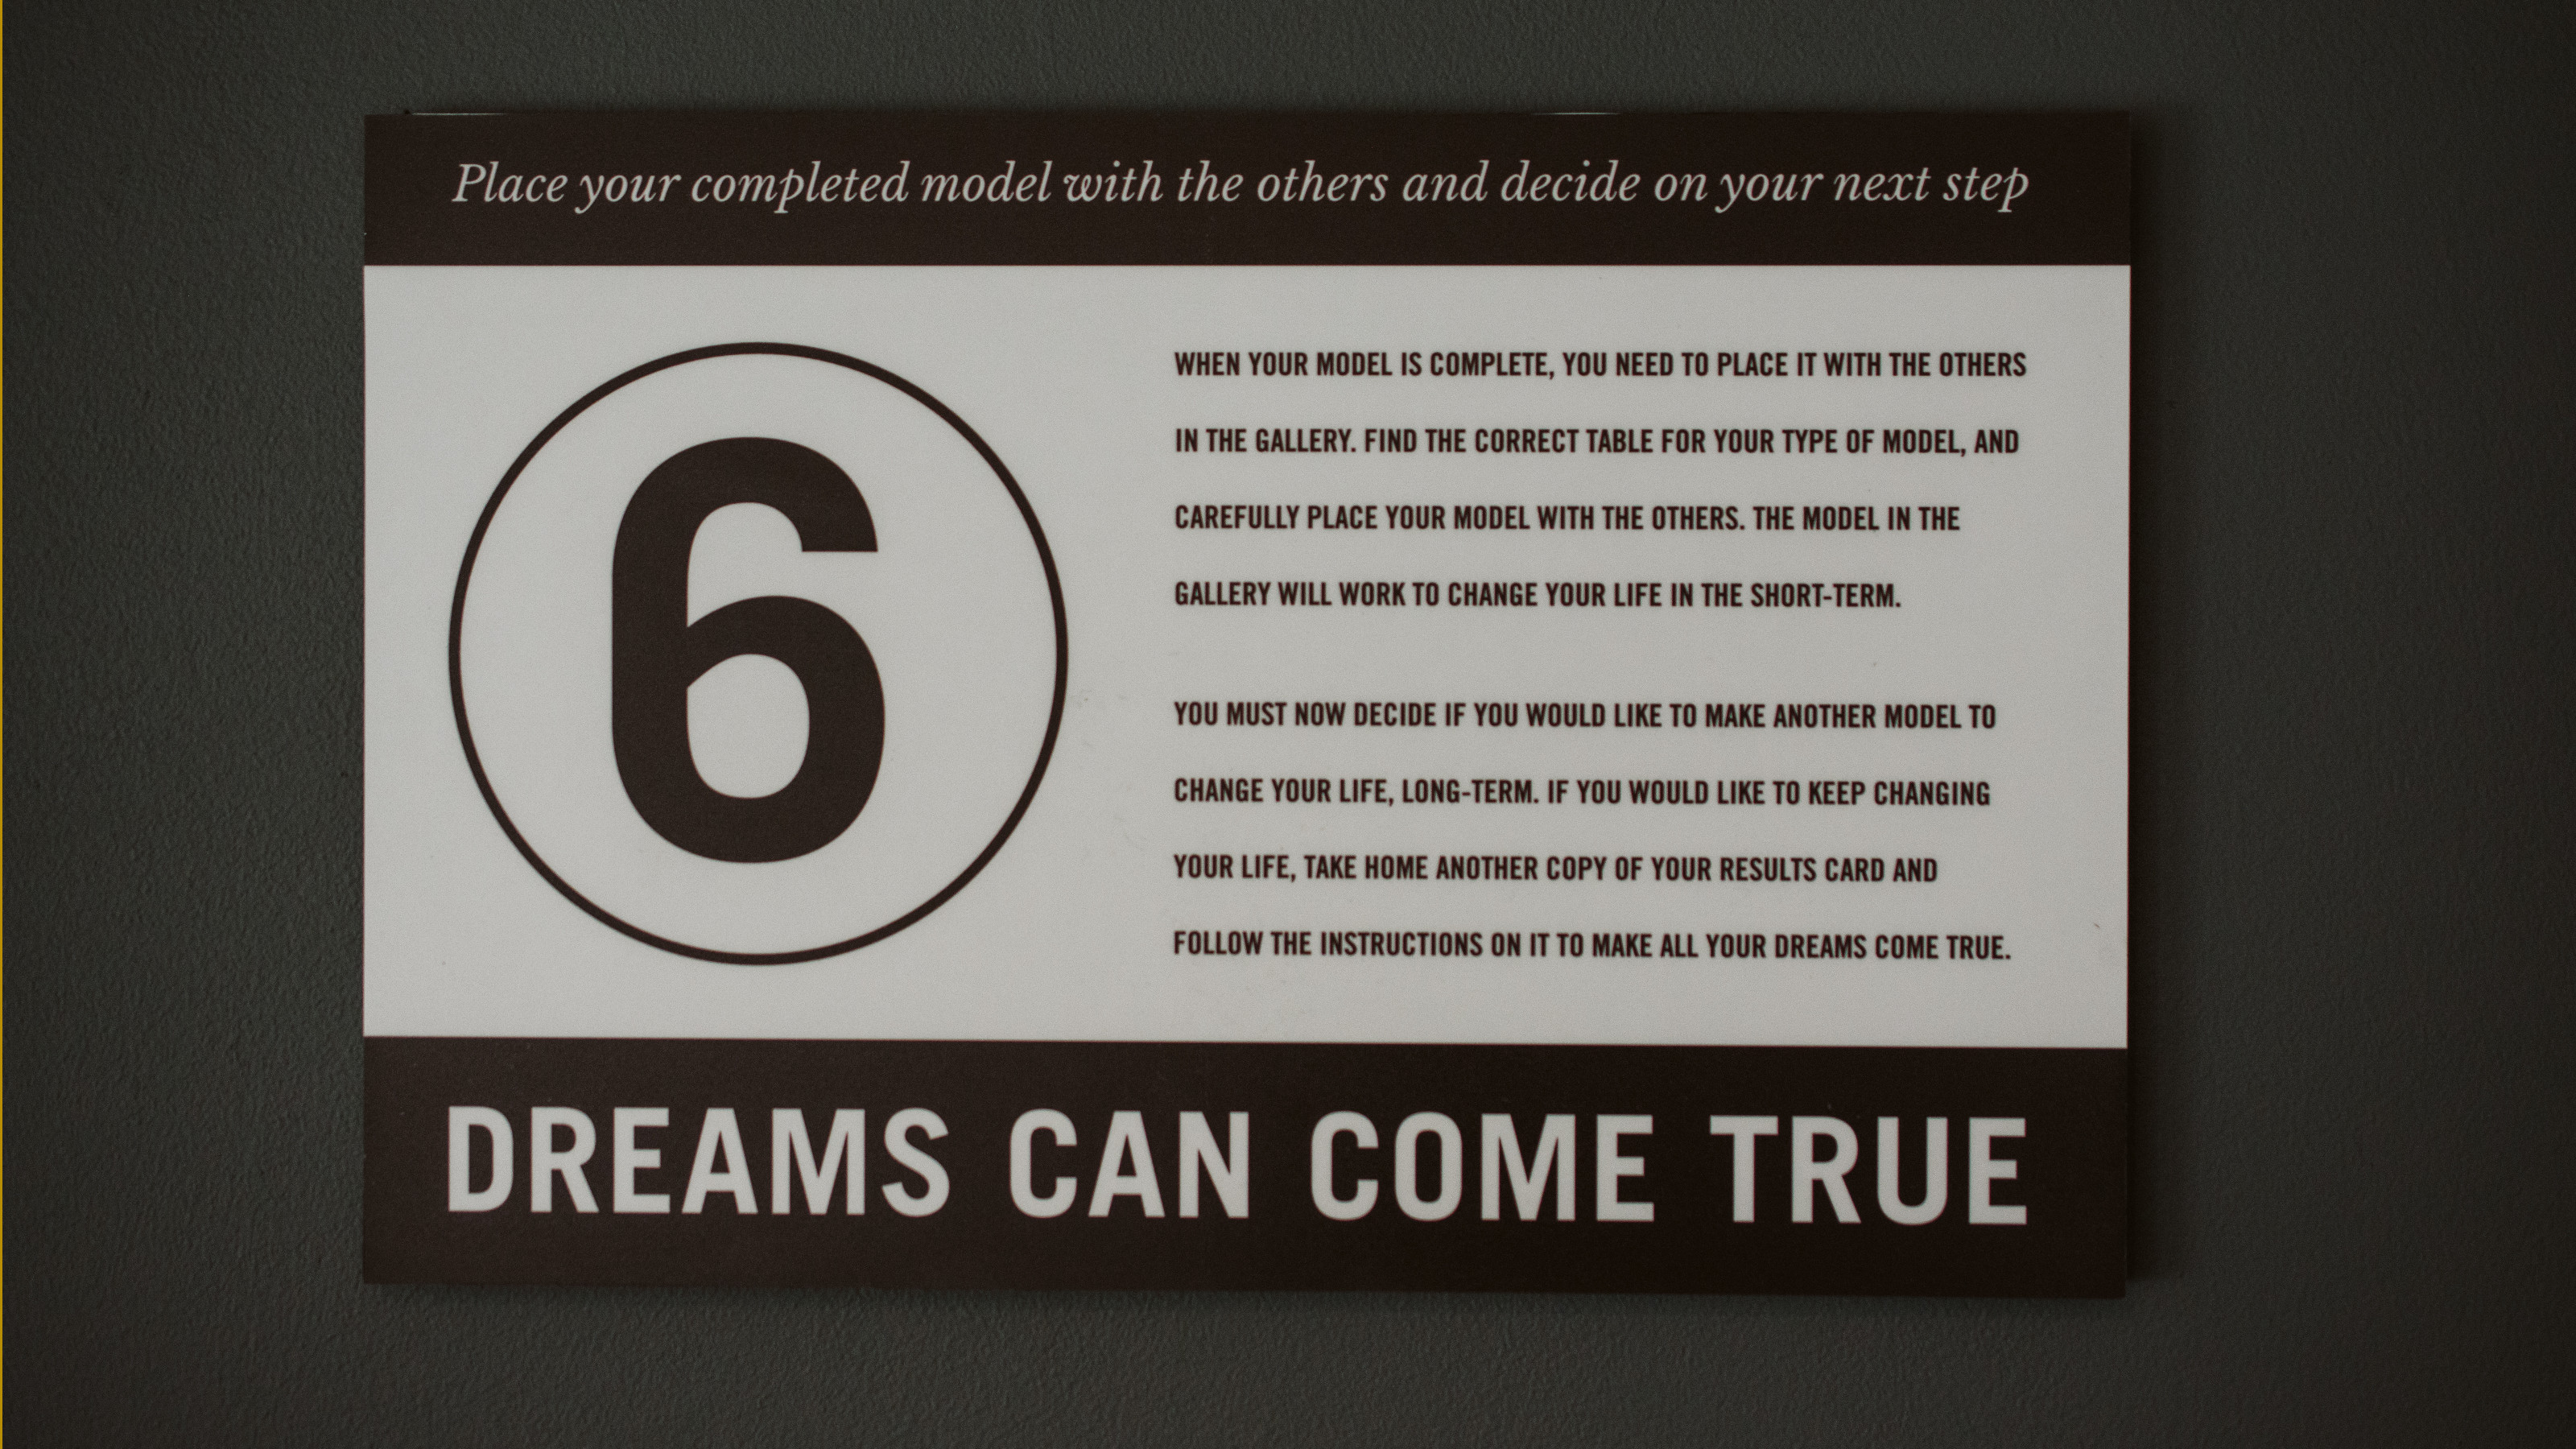 Place your completed model with the others and decide on your next step
6
WHEN YOUR MODEL IS COMPLETE, YOU NEED TO PLACE IT WITH THE OTHERS
IN THE GALLERY. FIND THE CORRECT TABLE FOR YOUR TYPE OF MODEL, AND
CAREFULLY PLACE YOUR MODEL WITH THE OTHERS. THE MODEL IN THE
GALLERY WILL WORK TO CHANGE YOUR LIFE IN THE SHORT-TERM.
YOU MUST NOW DECIDE IF YOU WOULD LIKE TO MAKE ANOTHER MODEL TO
CHANGE YOUR LIFE, LONG-TERM. IF YOU WOULD LIKE TO KEEP CHANGING
YOUR LIFE, TAKE HOME ANOTHER COPY OF YOUR RESULTS CARD AND
FOLLOW THE INSTRUCTIONS ON IT TO MAKE ALL YOUR DREAMS COME TRUE.
DREAMS CAN COME TRUE